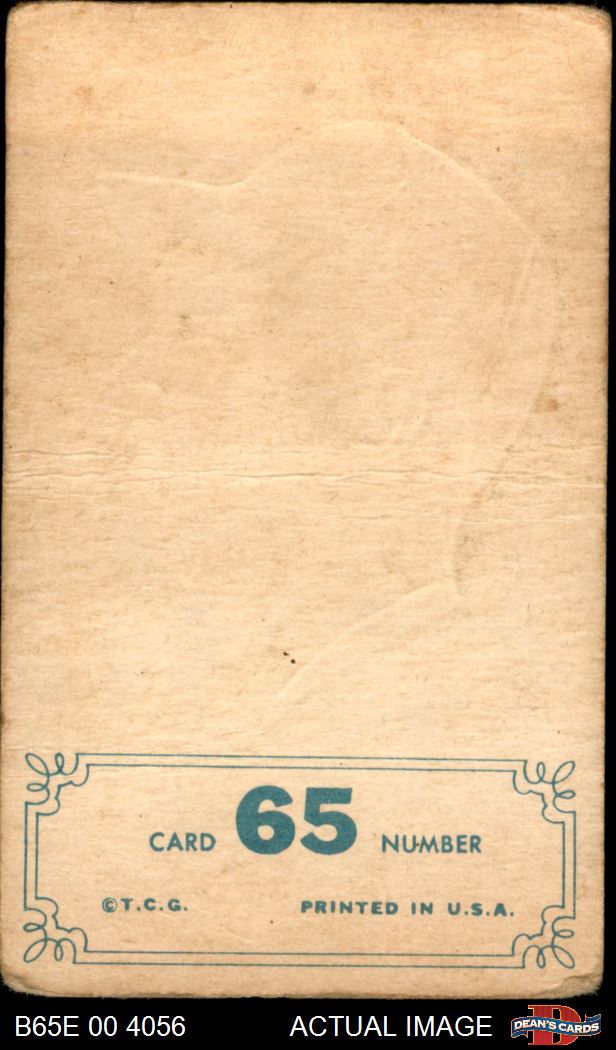 CARD 65 NUMBER
©T.C.G. PRINTED IN U.S.A.
B65E 00 4056 ACTUAL IMAGE DEAN'S CARDS